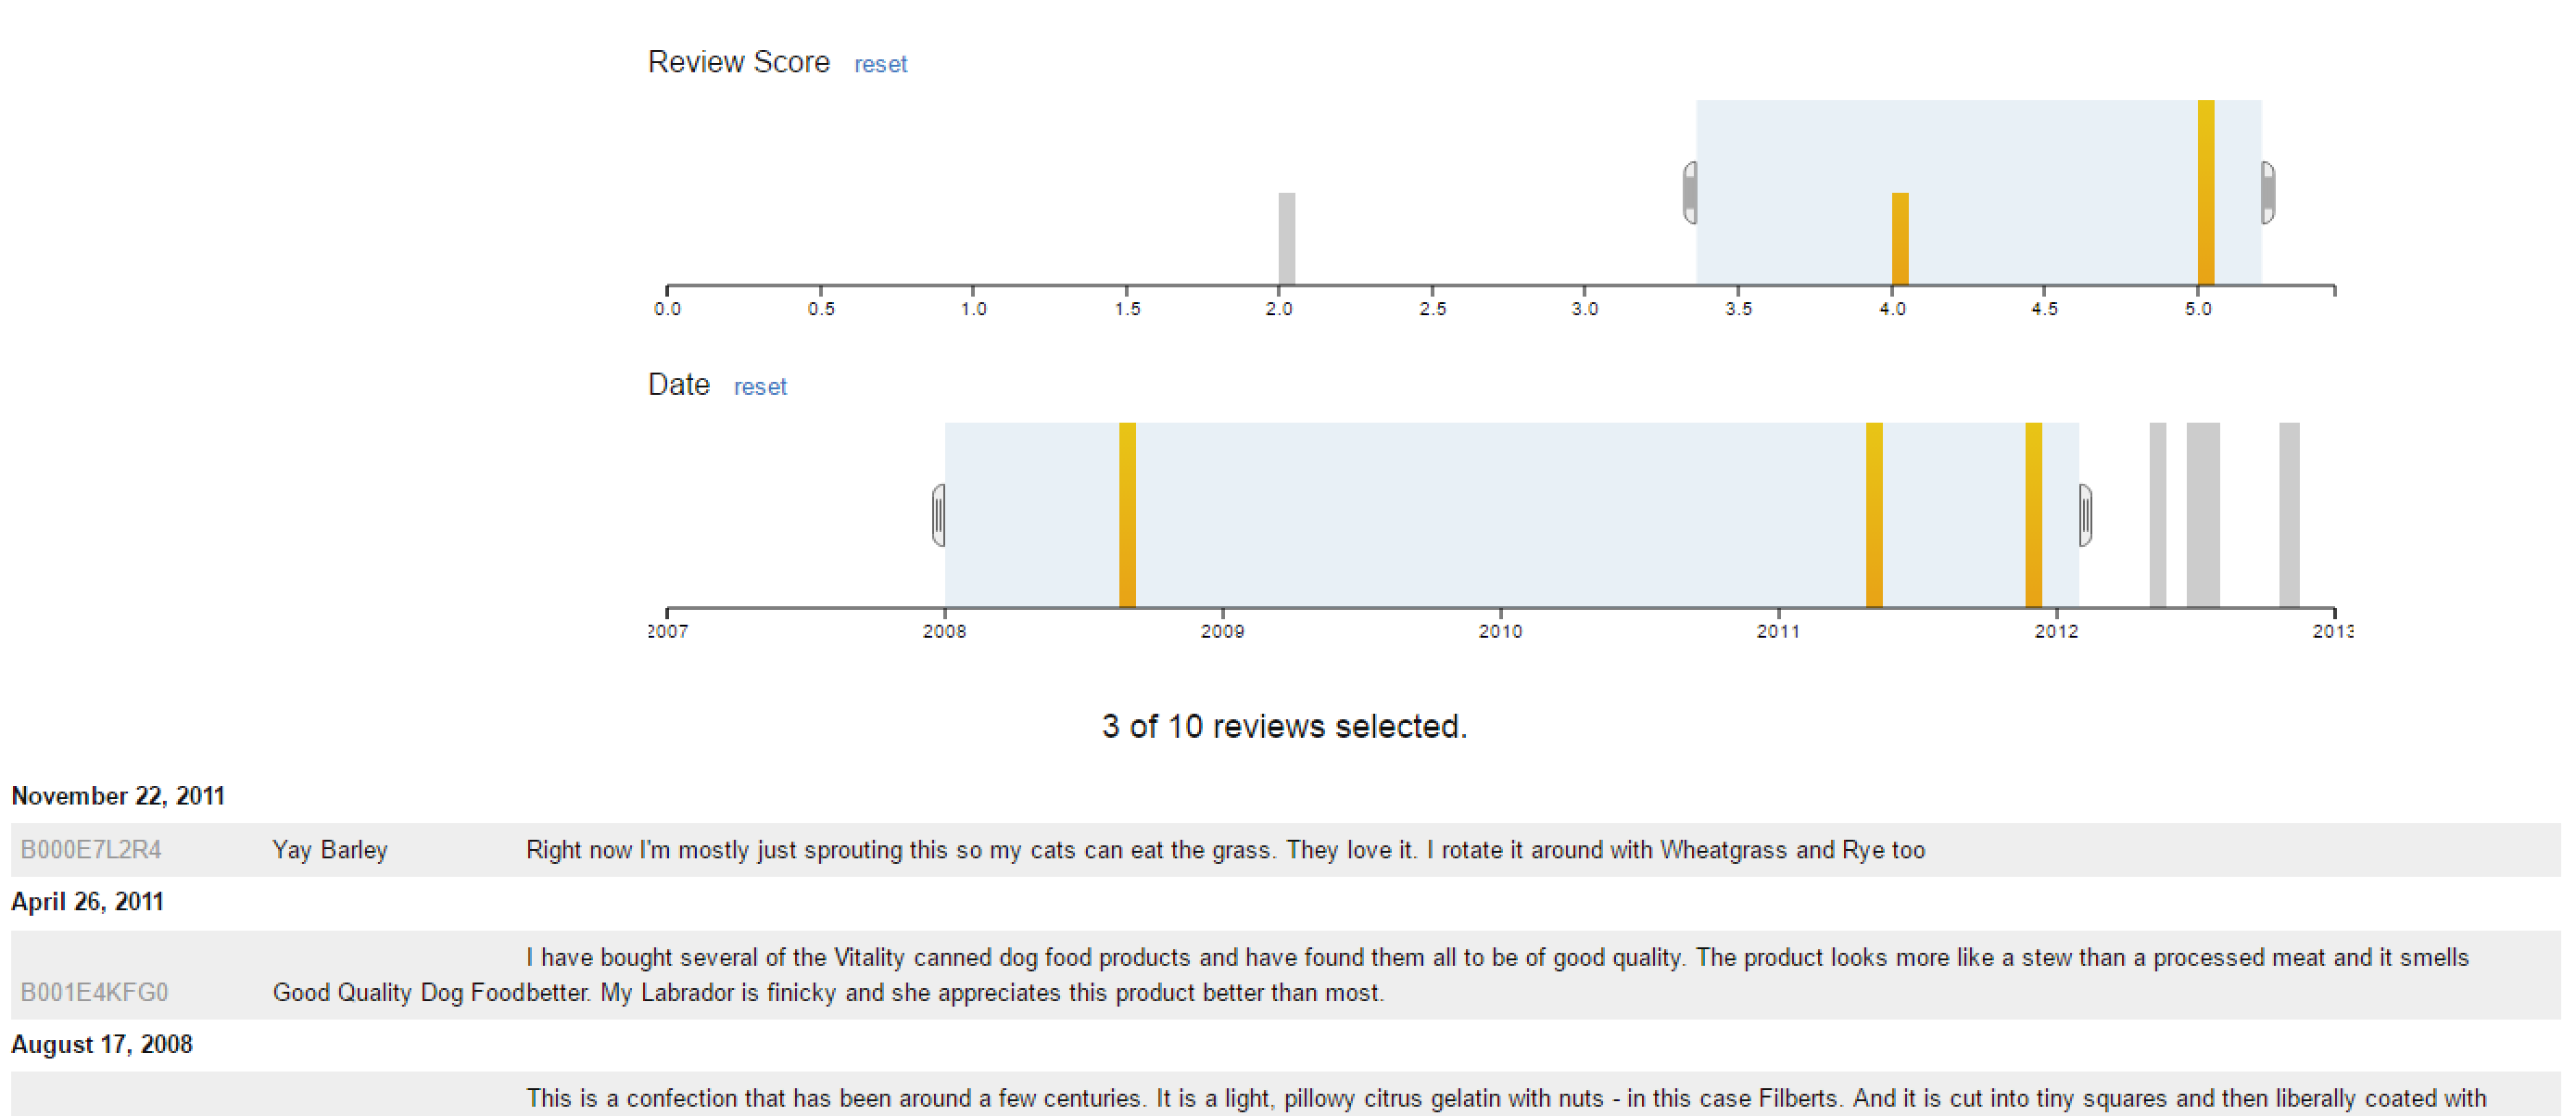 Review Score reset
0.0 0.5 1.0 1.5 2.0 2.5 3.0 3.5 4.0 4.5 5.0
Date reset
2007 2008 2009 2010 2011 2012 2013
3 of 10 reviews selected.
November 22, 2011
B000E7L2R4 Yay Barley Right now I'm mostly just sprouting this so my cats can eat the grass. They love it. I rotate it around with Wheatgrass and Rye too
April 26, 2011
I have bought several of the Vitality canned dog food products and have found them all to be of good quality. The product looks more like a stew than a processed meat and it smells
B001E4KFG0 Good Quality Dog Food better. My Labrador is finicky and she appreciates this product better than most.
August 17, 2008
This is a confection that has been around a few centuries. It is a light, pillowy citrus gelatin with nuts - in this case Filberts. And it is cut into tiny squares and then liberally coated with